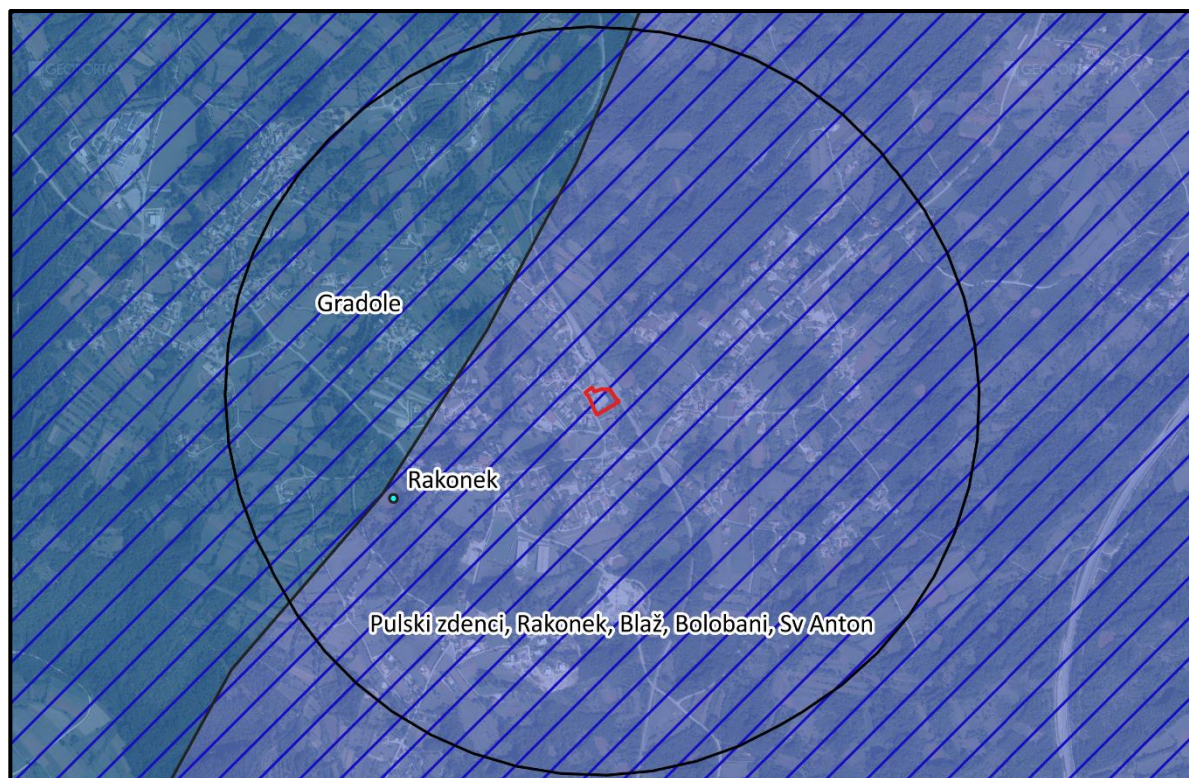 Gradole
Rakonek
Pulski zdenci, Rakonek, Blaž, Bolobani, Sv Anton